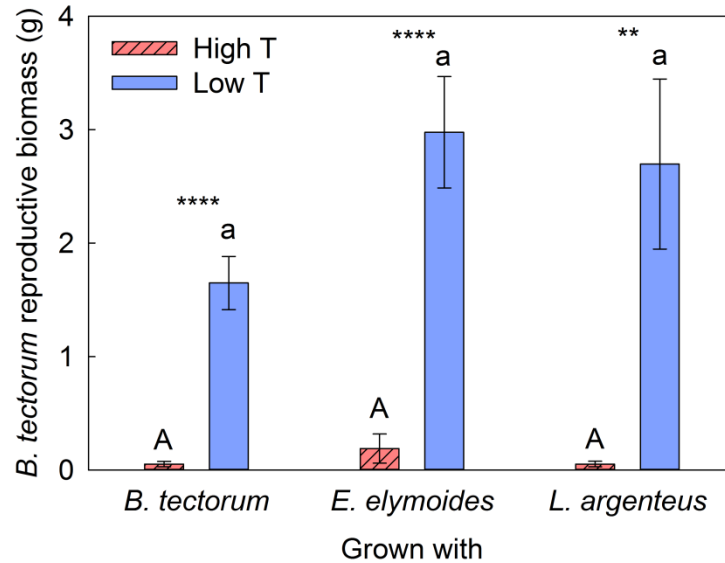 B. tectorum reproductive biomass (g)
4
3
2
1
0
High T
Low T
****
a
A
****
a
A
**
a
A
B. tectorum
E. elymoides
L. argenteus
Grown with